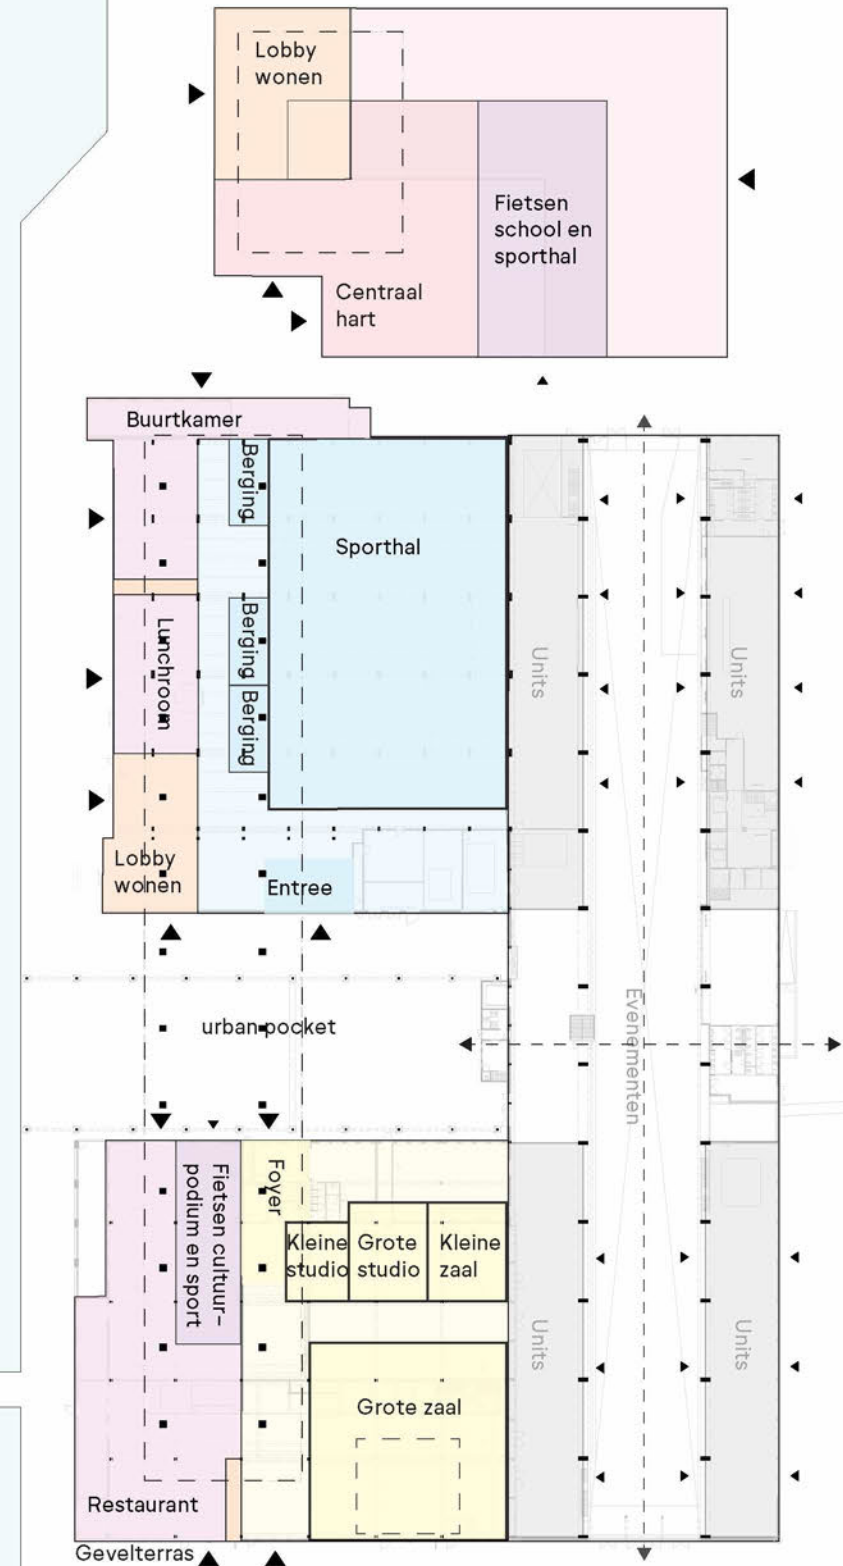 Lobby
wonen
Fietsen
school en
sporthal
Centraal
hart
Buurtkamer
Berging
Sporthal
Berging
Lunchroom
Units
Units
Berging
Lobby
wonen
Entree
urban pocket
Evenementen
Foyer
Fietsen cultuur-
podium en sport
Kleine
studio
Grote
studio
Kleine
zaal
Units
Units
Grote zaal
Restaurant
Gevelterras